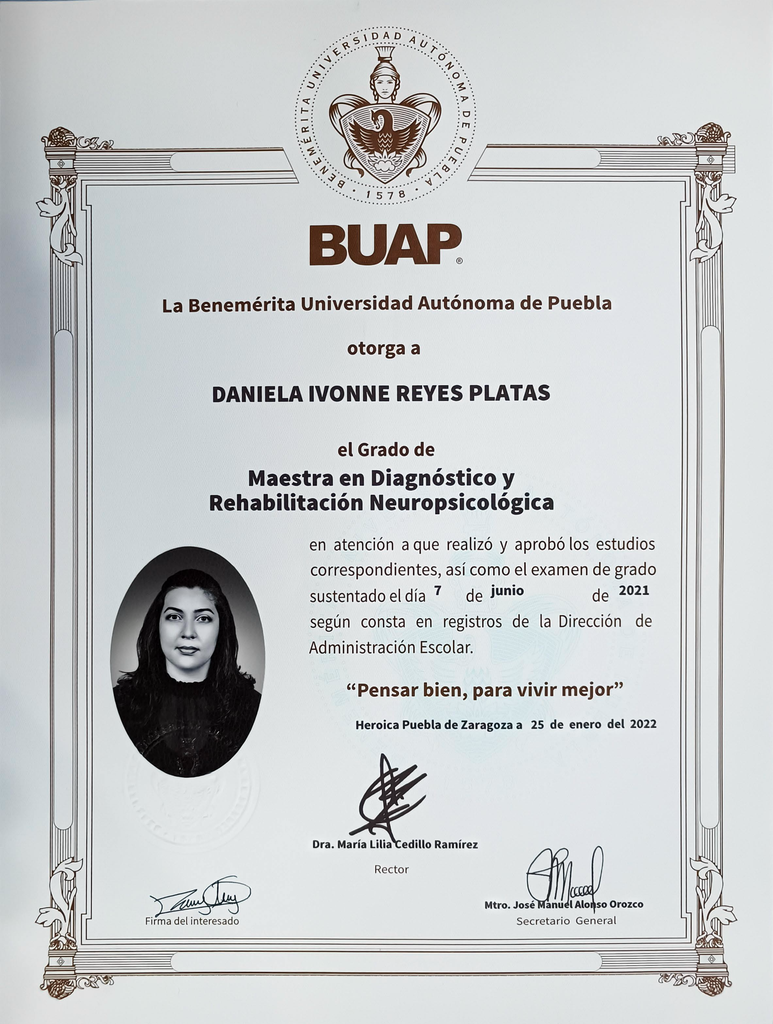 BENEMÉRITA UNIVERSIDAD AUTÓNOMA DE PUEBLA
· 1578 ·
BUAP®
La Benemérita Universidad Autónoma de Puebla
otorga a
DANIELA IVONNE REYES PLATAS
el Grado de
Maestra en Diagnóstico y
Rehabilitación Neuropsicológica
en atención a que realizó y aprobó los estudios
correspondientes, así como el examen de grado
sustentado el día 7 de junio de 2021
según consta en registros de la Dirección de
Administración Escolar.
“Pensar bien, para vivir mejor”
Heroica Puebla de Zaragoza a 25 de enero del 2022
Dra. María Lilia Cedillo Ramírez
Rector
Firma del interesado
Mtro. José Manuel Alonso Orozco
Secretario General